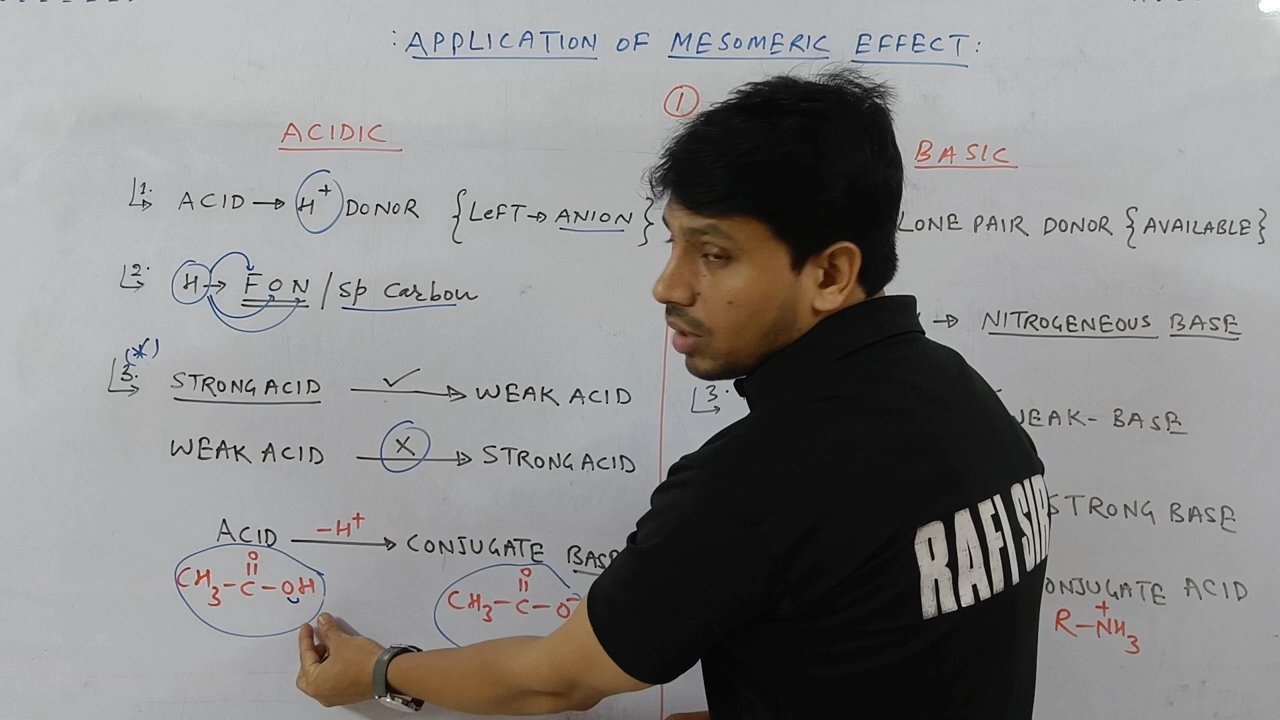 : APPLICATION OF MESOMERIC EFFECT :
1
ACIDIC
1. ACID → H+ DONOR {LEFT → ANION}
2. H → F O N / SP Carbon
(*)
3. STRONG ACID ✓→ WEAK ACID
WEAK ACID X→ STRONG ACID
ACID -H+→ CONJUGATE BASE
O O
|| ||
CH3-C-OH CH3-C-O-
BASIC
LONE PAIR DONOR {AVAILABLE}
→ NITROGENEOUS BASE
3. WEAK-BASE
STRONG BASE
CONJUGATE ACID
+
R-NH3
RAFI SIR